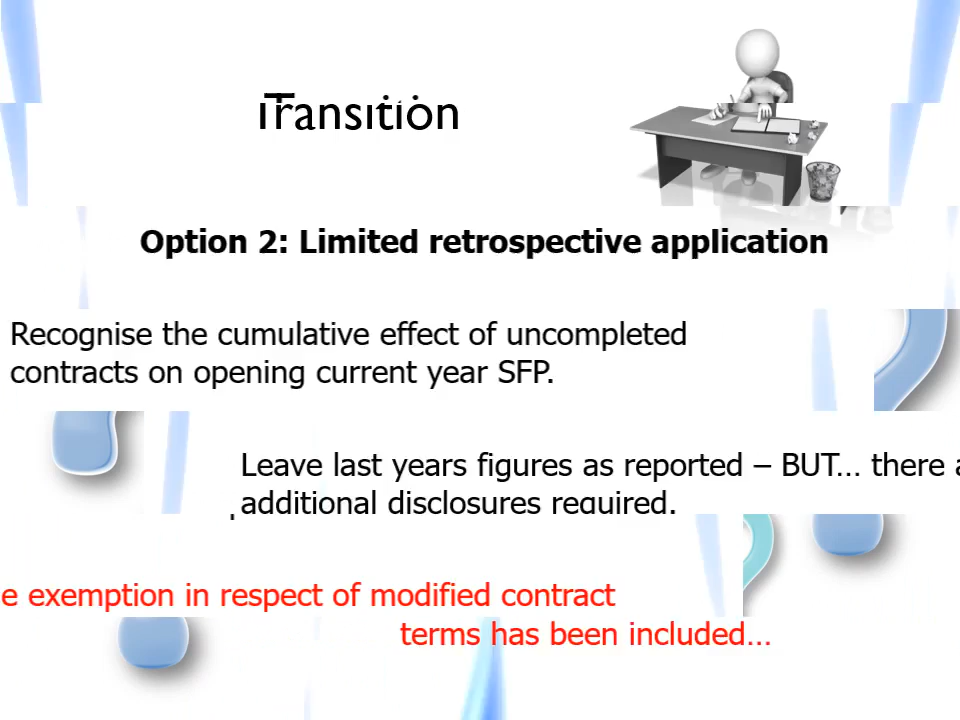 Transition
Option 2: Limited retrospective application
Recognise the cumulative effect of uncompleted
contracts on opening current year SFP.
Leave last years figures as reported – BUT... there
additional disclosures required.
exemption in respect of modified contract
terms has been included...